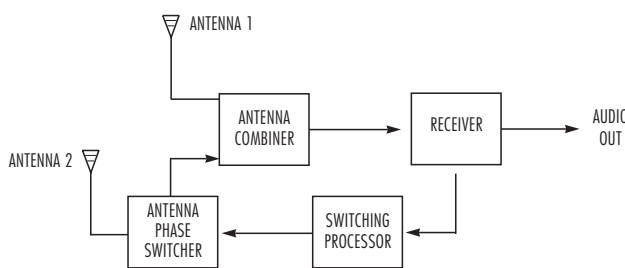 ANTENNA 1
ANTENNA
COMBINER
RECEIVER
AUDIO
OUT
ANTENNA 2
ANTENNA
PHASE
SWITCHER
SWITCHING
PROCESSOR